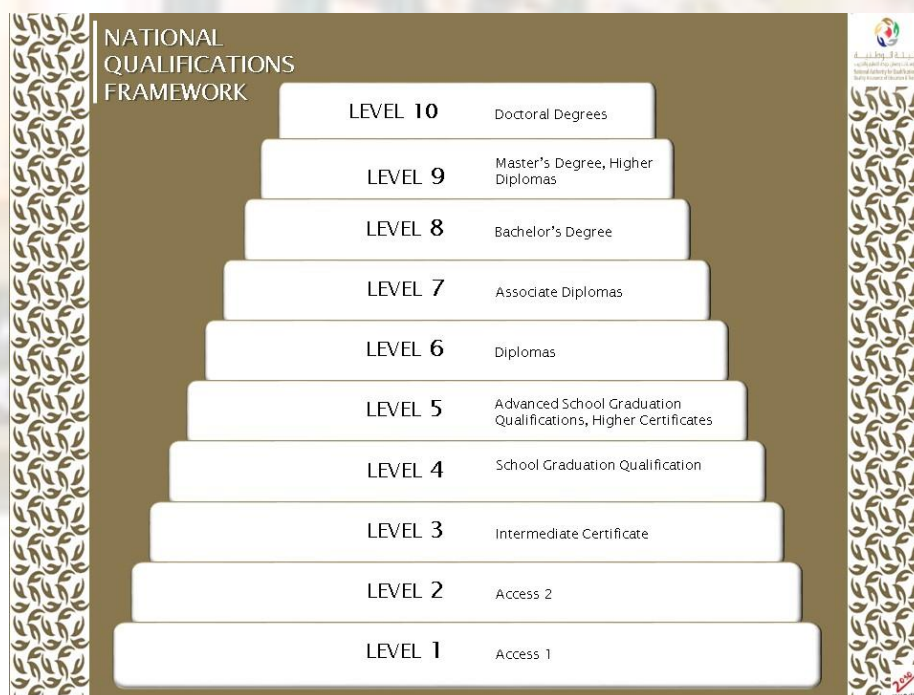 NATIONAL
QUALIFICATIONS
FRAMEWORK
LEVEL 10 Doctoral Degrees
LEVEL 9 Master's Degree, Higher
Diplomas
LEVEL 8 Bachelor's Degree
LEVEL 7 Associate Diplomas
LEVEL 6 Diplomas
LEVEL 5 Advanced School Graduation
Qualifications, Higher Certificates
LEVEL 4 School Graduation Qualification
LEVEL 3 Intermediate Certificate
LEVEL 2 Access 2
LEVEL 1 Access 1